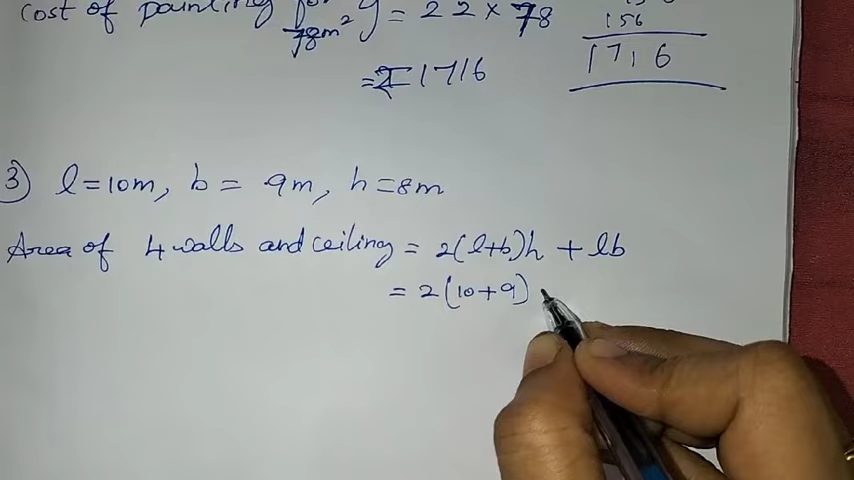 Cost of painting for } = 22 × 78
78m²
156
1716
= ₹ 1716
3) l = 10m, b = 9m, h = 8m
Area of 4 walls and ceiling = 2(l+b)h + lb
= 2(10+9)